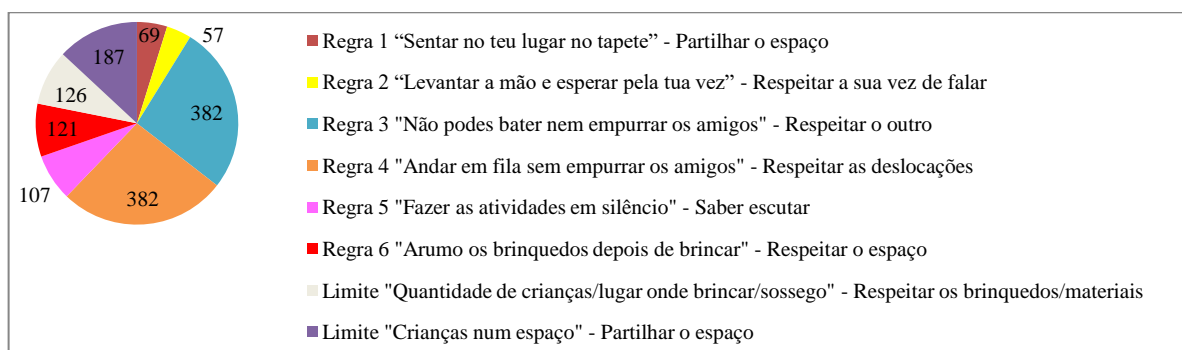 69
57
382
382
107
121
126
187
Regra 1 “Sentar no teu lugar no tapete” - Partilhar o espaço
Regra 2 “Levantar a mão e esperar pela tua vez” - Respeitar a sua vez de falar
Regra 3 "Não podes bater nem empurrar os amigos" - Respeitar o outro
Regra 4 "Andar em fila sem empurrar os amigos" - Respeitar as deslocações
Regra 5 "Fazer as atividades em silêncio" - Saber escutar
Regra 6 "Arumo os brinquedos depois de brincar" - Respeitar o espaço
Limite "Quantidade de crianças/lugar onde brincar/sossego" - Respeitar os brinquedos/materiais
Limite "Crianças num espaço" - Partilhar o espaço